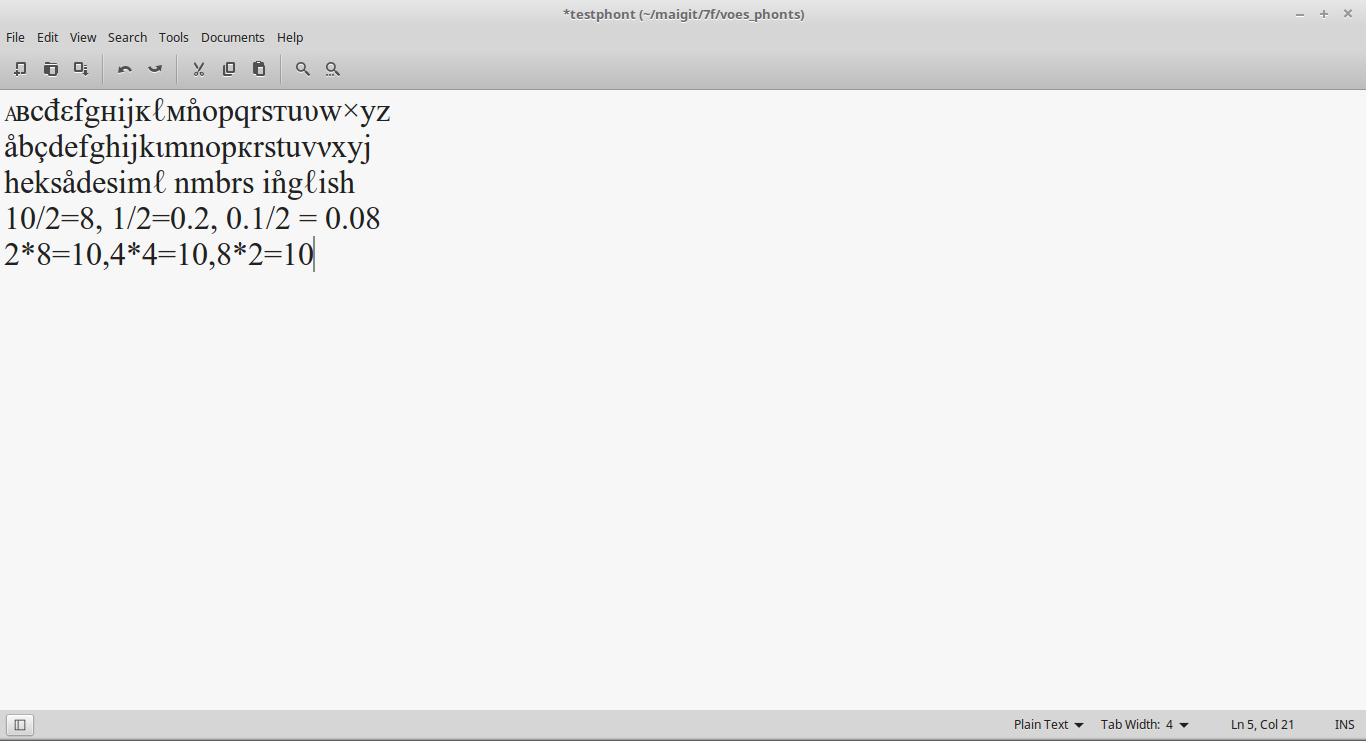 *testphont (~/maigit/7f/voes_phonts)
File Edit View Search Tools Documents Help
ᴀʙcđɛfgʜijᴋℓᴍn̊opqrsᴛuʋw×yz
åbçdefghijkιmnopκrstuvνxyj
heksådesimℓ nmbrs in̊gℓish
10/2=8, 1/2=0.2, 0.1/2 = 0.08
2*8=10,4*4=10,8*2=10
Plain Text Tab Width: 4 Ln 5, Col 21 INS